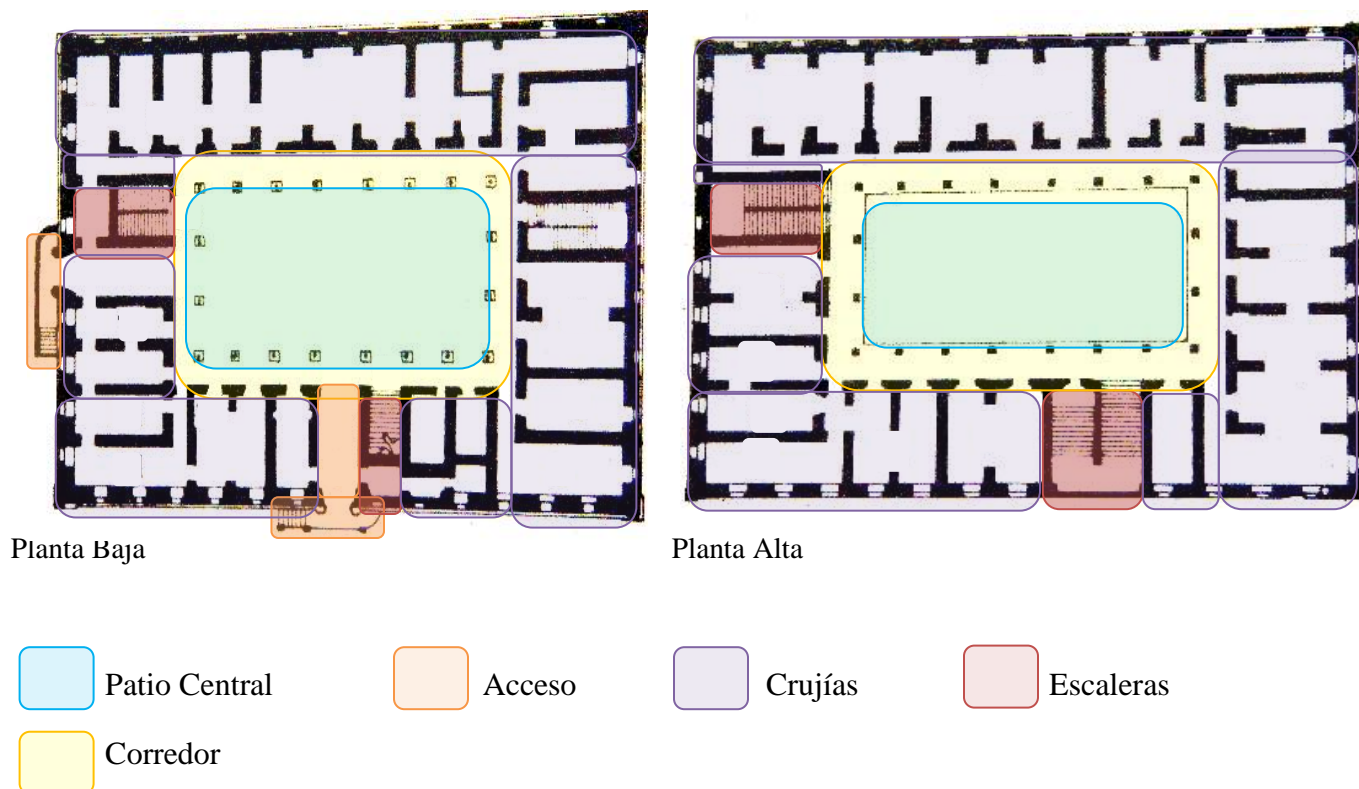 Planta Baja
Planta Alta
Patio Central
Acceso
Crujías
Escaleras
Corredor